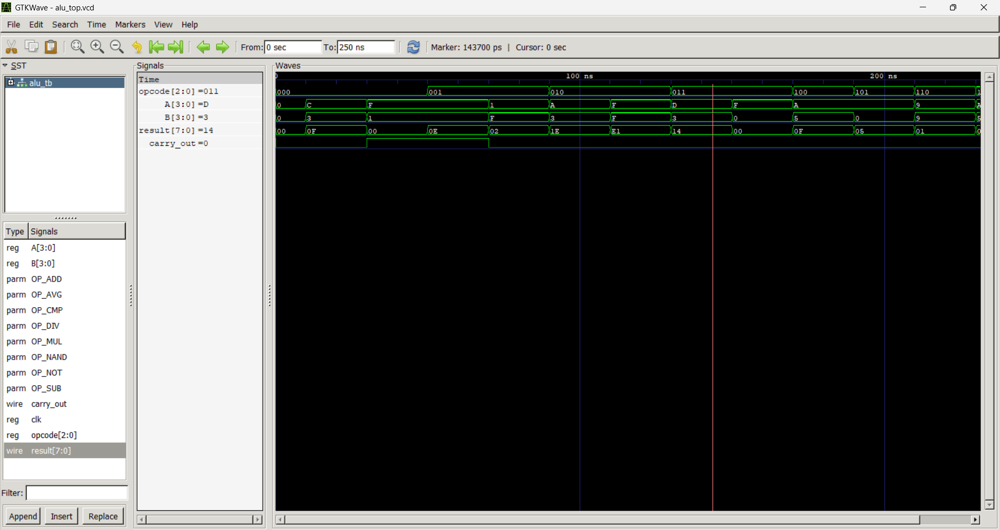 GTKWave - alu_top.vcd
File Edit Search Time Markers View Help
From: 0 sec To: 250 ns Marker: 143700 ps | Cursor: 0 sec
SST
alu_tb
Type Signals
reg A[3:0]
reg B[3:0]
parm OP_ADD
parm OP_AVG
parm OP_CMP
parm OP_DIV
parm OP_MUL
parm OP_NAND
parm OP_NOT
parm OP_SUB
wire carry_out
reg clk
reg opcode[2:0]
wire result[7:0]
Filter:
Append Insert Replace
Signals
Time
opcode[2:0] =011
A[3:0] =D
B[3:0] =3
result[7:0] =14
carry_out =0
Waves
100 ns 200 ns
000 001 010 011 100 101 110 1
0 C F 1 A F D F A 9 A
0 3 1 F 3 F 3 0 5 0 9 5
00 0F 00 0E 02 1E E1 14 00 0F 05 01 0